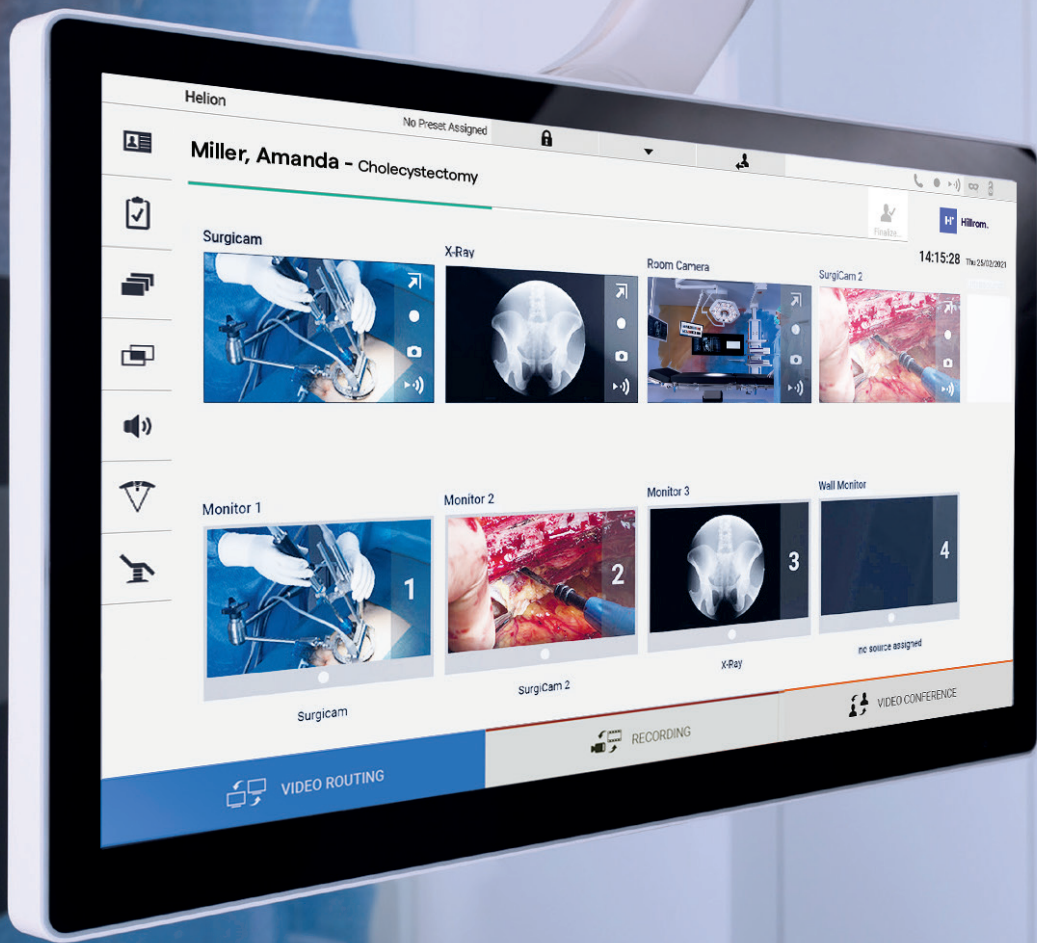 Helion
No Preset Assigned
Miller, Amanda - Cholecystectomy
Finalize...
H Hillrom.
14:15:28 Thu 25/02/2021
Surgicam
X-Ray
Room Camera
SurgiCam 2
Monitor 1
Monitor 2
Monitor 3
Wall Monitor
1
2
3
4
Surgicam
SurgiCam 2
X-Ray
no source assigned
VIDEO ROUTING
RECORDING
VIDEO CONFERENCE